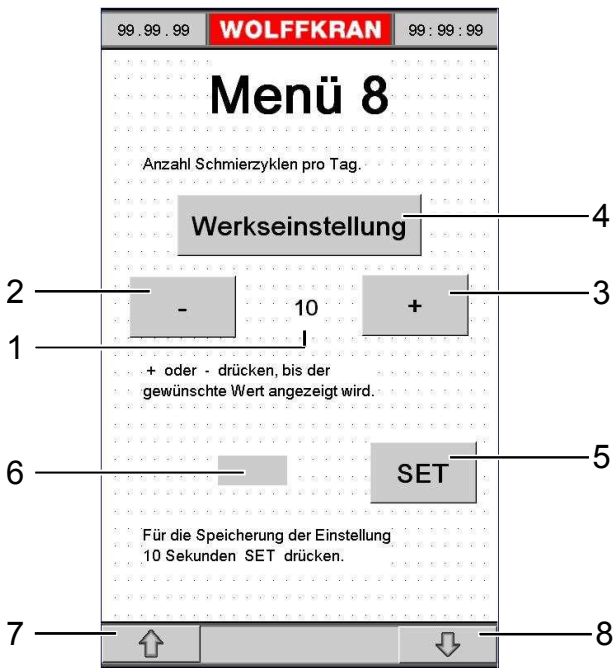 99.99.99 WOLFFKRAN 99:99:99
Menü 8
Anzahl Schmierzyklen pro Tag.
Werkseinstellung 4
2 - 10 + 3
1
+ oder - drücken, bis der
gewünschte Wert angezeigt wird.
6 SET 5
Für die Speicherung der Einstellung
10 Sekunden SET drücken.
7 8